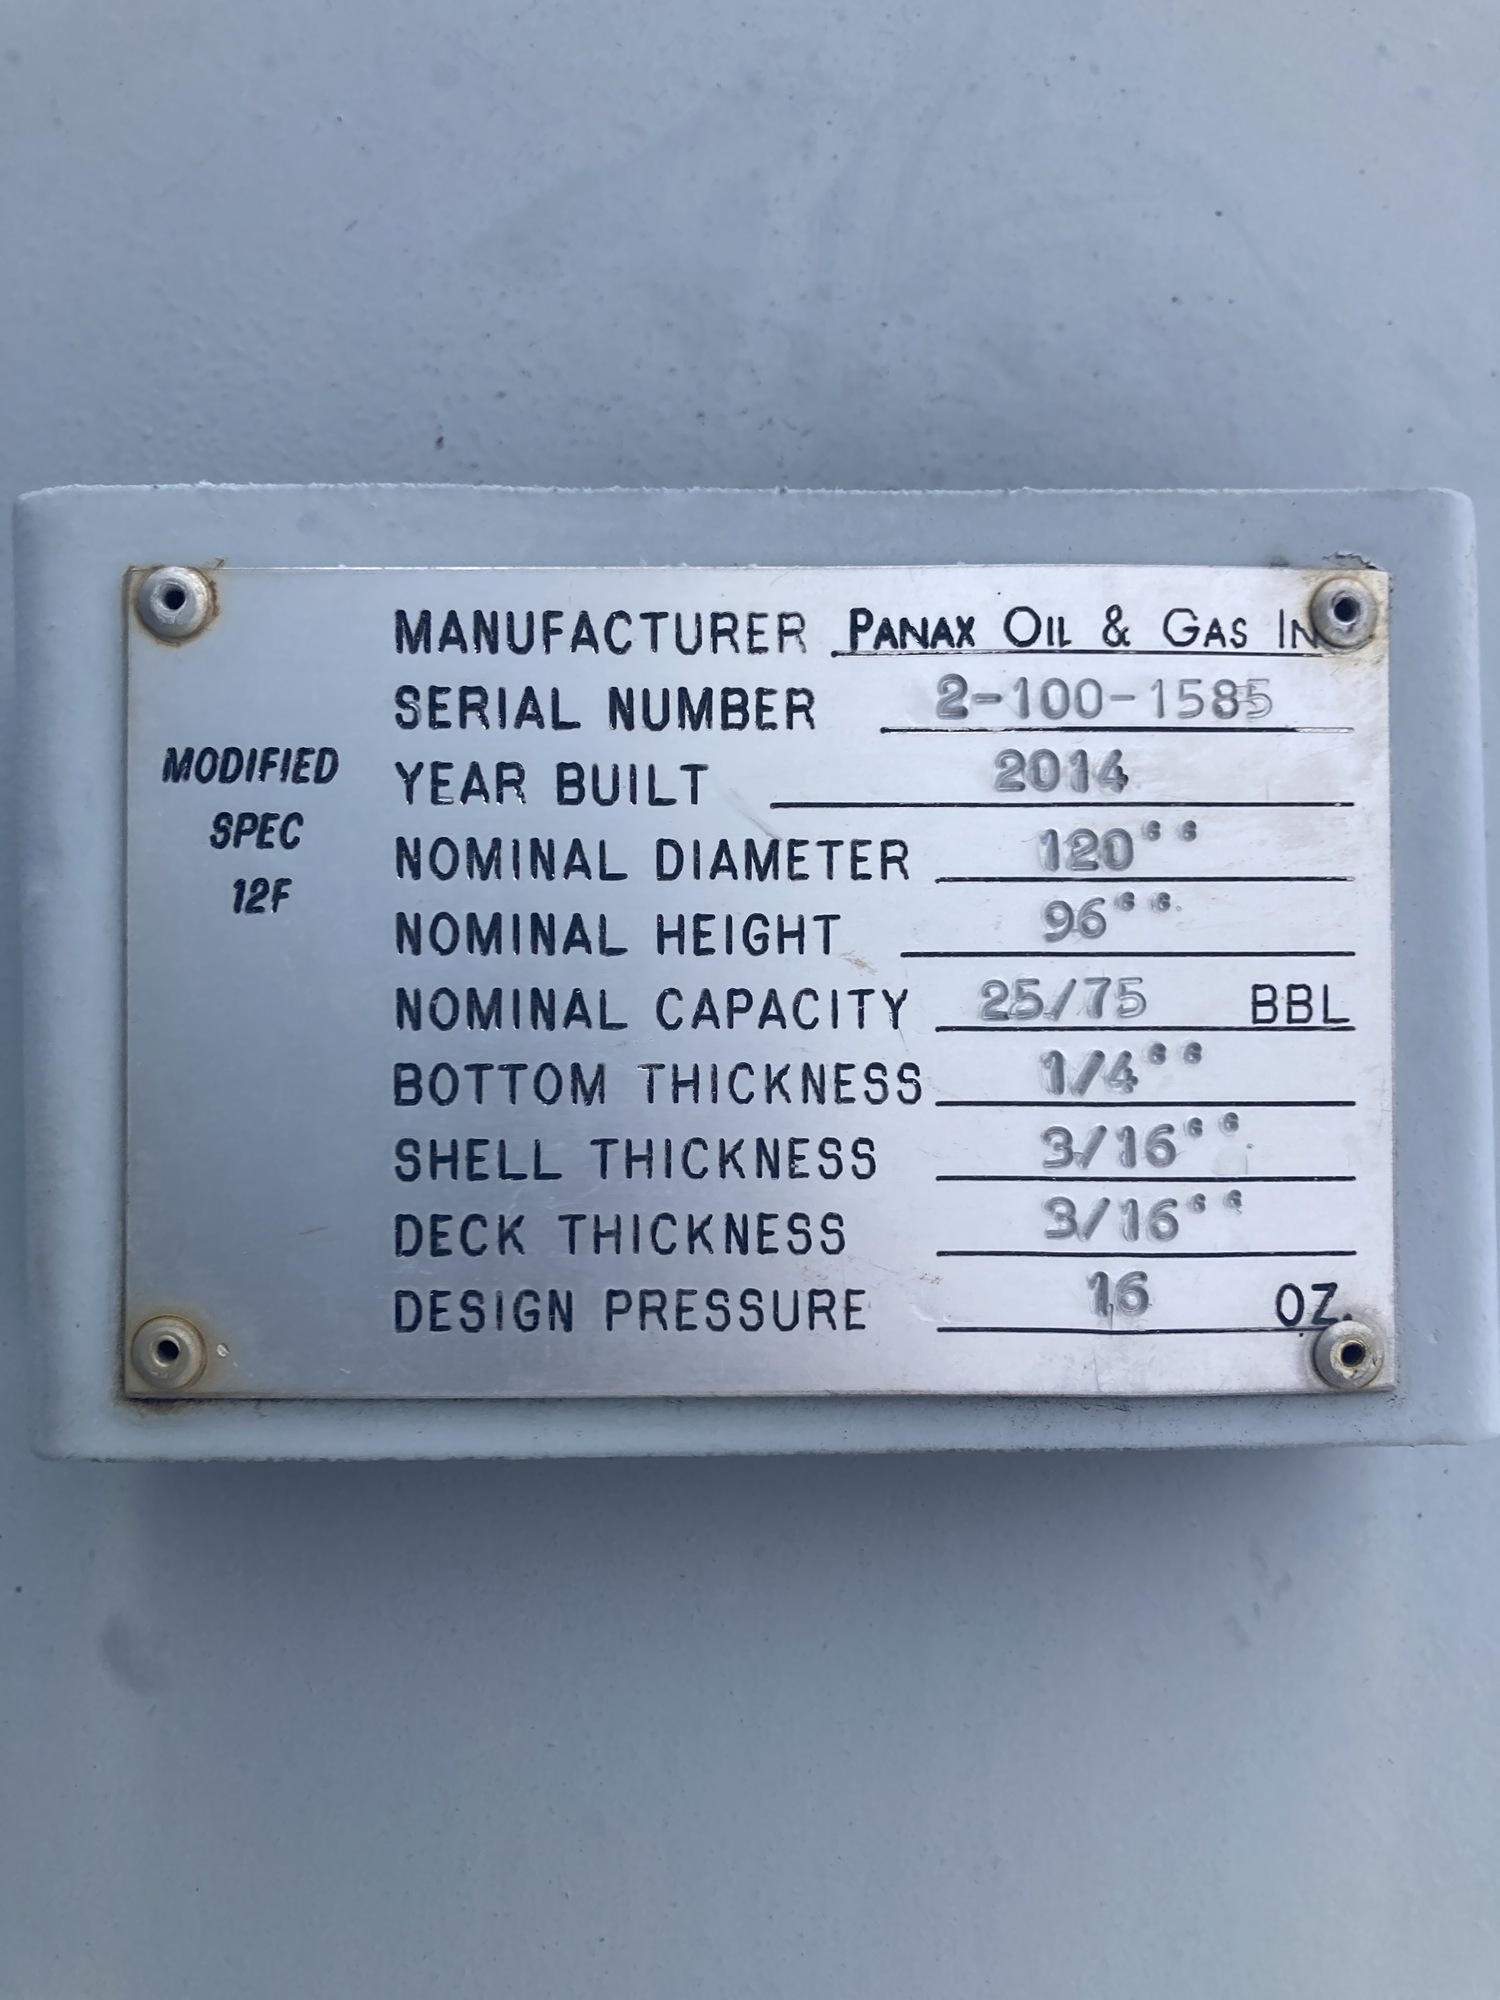 MANUFACTURER PANAX OIL & GAS IN
SERIAL NUMBER 2-100-1585
MODIFIED
SPEC
12F
YEAR BUILT 2014
NOMINAL DIAMETER 120"
NOMINAL HEIGHT 96"
NOMINAL CAPACITY 25/75 BBL
BOTTOM THICKNESS 1/4"
SHELL THICKNESS 3/16"
DECK THICKNESS 3/16"
DESIGN PRESSURE 16 OZ.